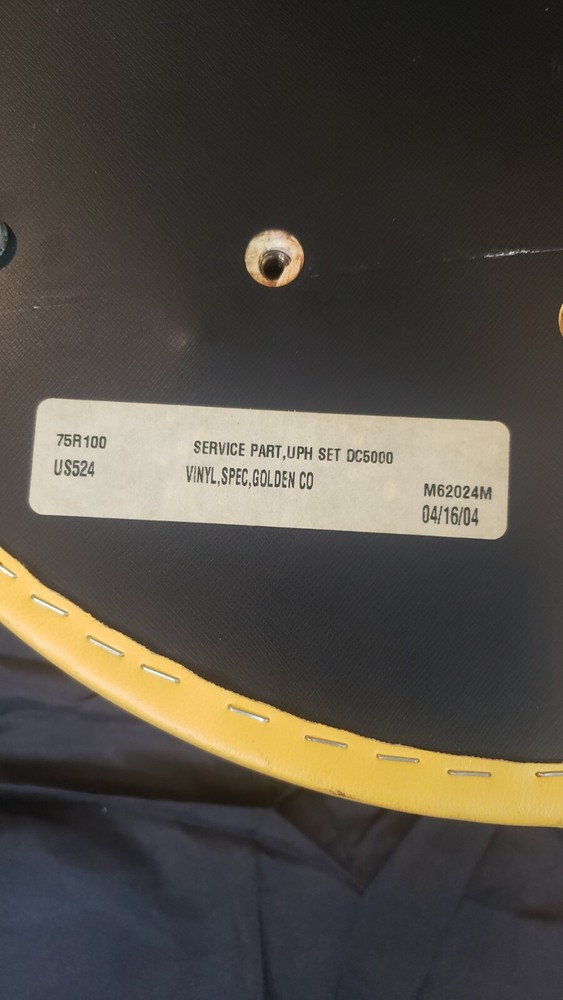 75R100 SERVICE PART,UPH SET DC5000
US524 VINYL,SPEC,GOLDEN CO
M62024M
04/16/04